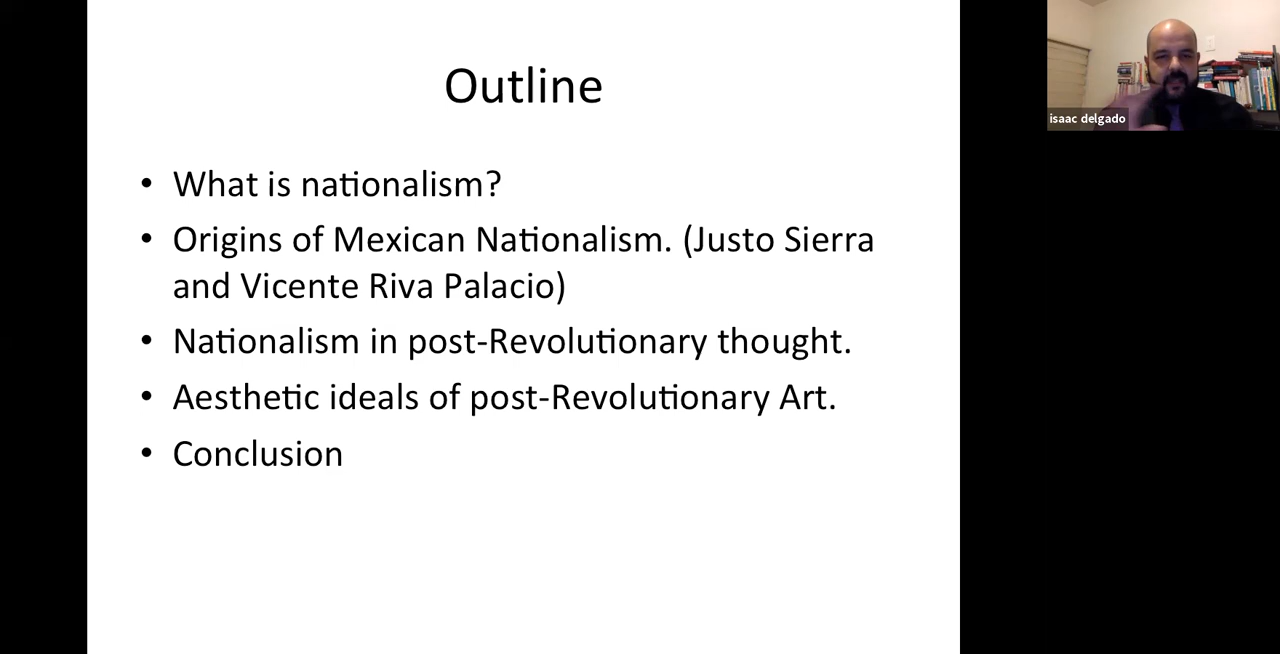 Outline
• What is nationalism?
• Origins of Mexican Nationalism. (Justo Sierra
and Vicente Riva Palacio)
• Nationalism in post-Revolutionary thought.
• Aesthetic ideals of post-Revolutionary Art.
• Conclusion
isaac delgado